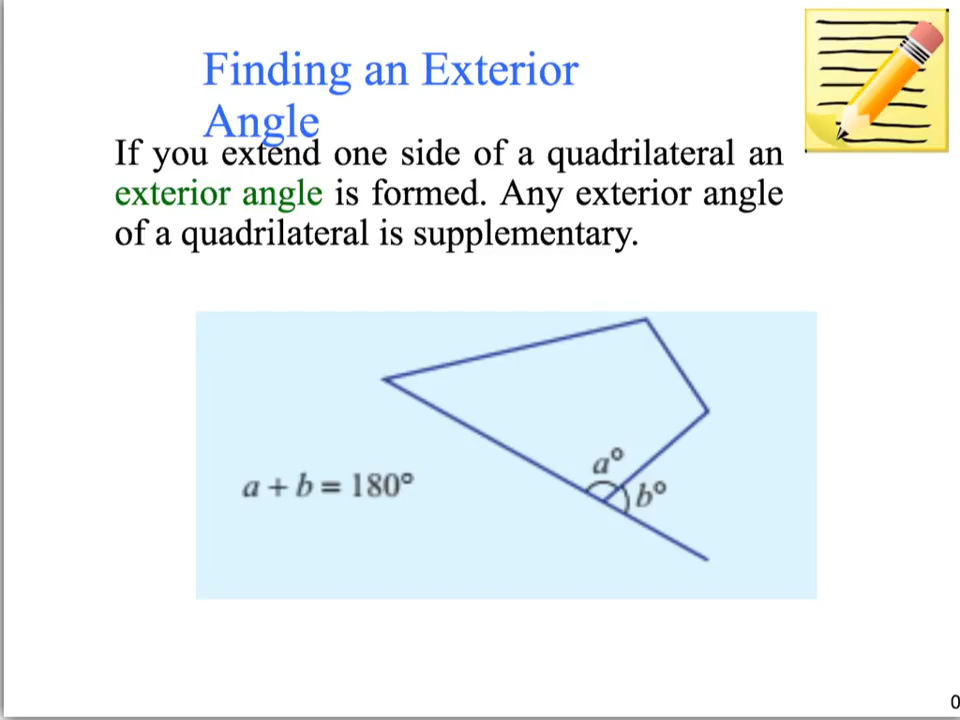 Finding an Exterior
Angle
If you extend one side of a quadrilateral an
exterior angle is formed. Any exterior angle
of a quadrilateral is supplementary.
a°
a + b = 180°
b°
0